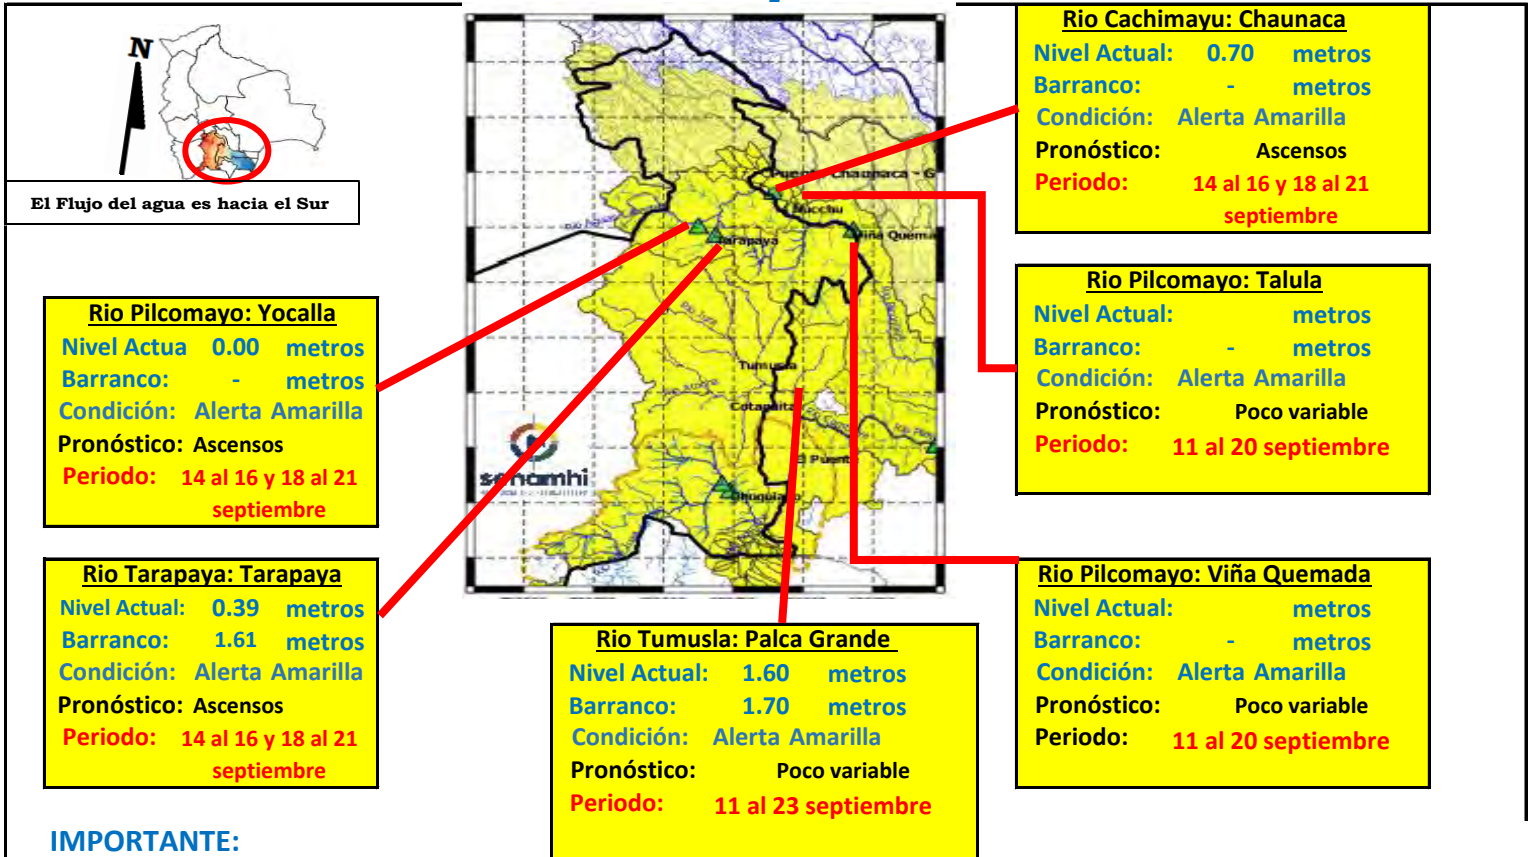 N
El Flujo del agua es hacia el Sur
Rio Cachimayu: Chaunaca
Nivel Actual: 0.70 metros
Barranco: - metros
Condición: Alerta Amarilla
Pronóstico: Ascensos
Periodo: 14 al 16 y 18 al 21
septiembre
Rio Pilcomayo: Talula
Nivel Actual: metros
Barranco: - metros
Condición: Alerta Amarilla
Pronóstico: Poco variable
Periodo: 11 al 20 septiembre
Rio Pilcomayo: Yocalla
Nivel Actua 0.00 metros
Barranco: - metros
Condición: Alerta Amarilla
Pronóstico: Ascensos
Periodo: 14 al 16 y 18 al 21
septiembre
Puente Chaunaca - G
Viña Quema
Tarapaya
Tumusla
Cotagaita
El Puente
Chuquiago
senamhi
Rio Tarapaya: Tarapaya
Nivel Actual: 0.39 metros
Barranco: 1.61 metros
Condición: Alerta Amarilla
Pronóstico: Ascensos
Periodo: 14 al 16 y 18 al 21
septiembre
Rio Tumusla: Palca Grande
Nivel Actual: 1.60 metros
Barranco: 1.70 metros
Condición: Alerta Amarilla
Pronóstico: Poco variable
Periodo: 11 al 23 septiembre
Rio Pilcomayo: Viña Quemada
Nivel Actual: metros
Barranco: - metros
Condición: Alerta Amarilla
Pronóstico: Poco variable
Periodo: 11 al 20 septiembre
IMPORTANTE: